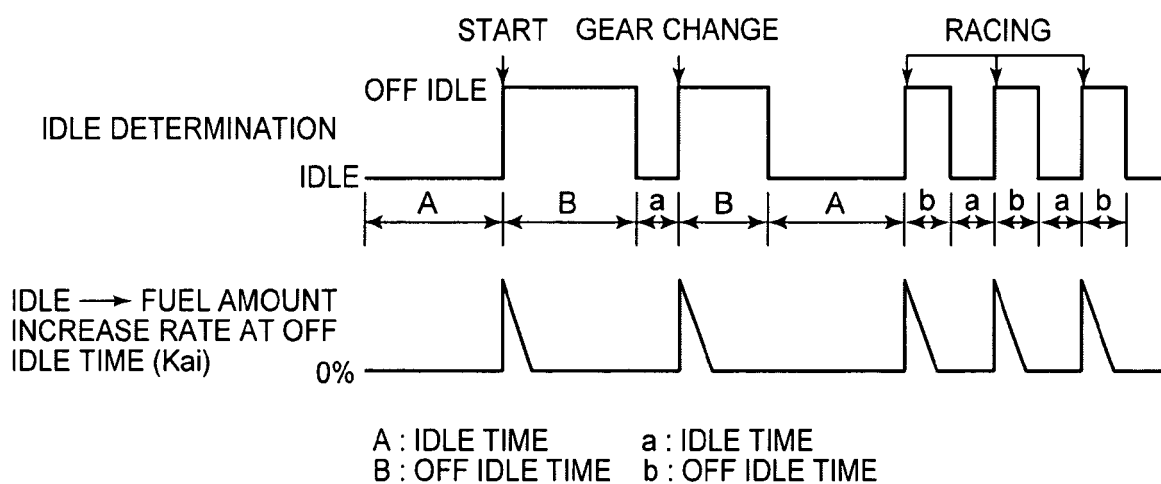 START GEAR CHANGE RACING
OFF IDLE
IDLE DETERMINATION
IDLE
A B a B A b a b a b
IDLE → FUEL AMOUNT
INCREASE RATE AT OFF
IDLE TIME (Kai)
0%
A : IDLE TIME a : IDLE TIME
B : OFF IDLE TIME b : OFF IDLE TIME